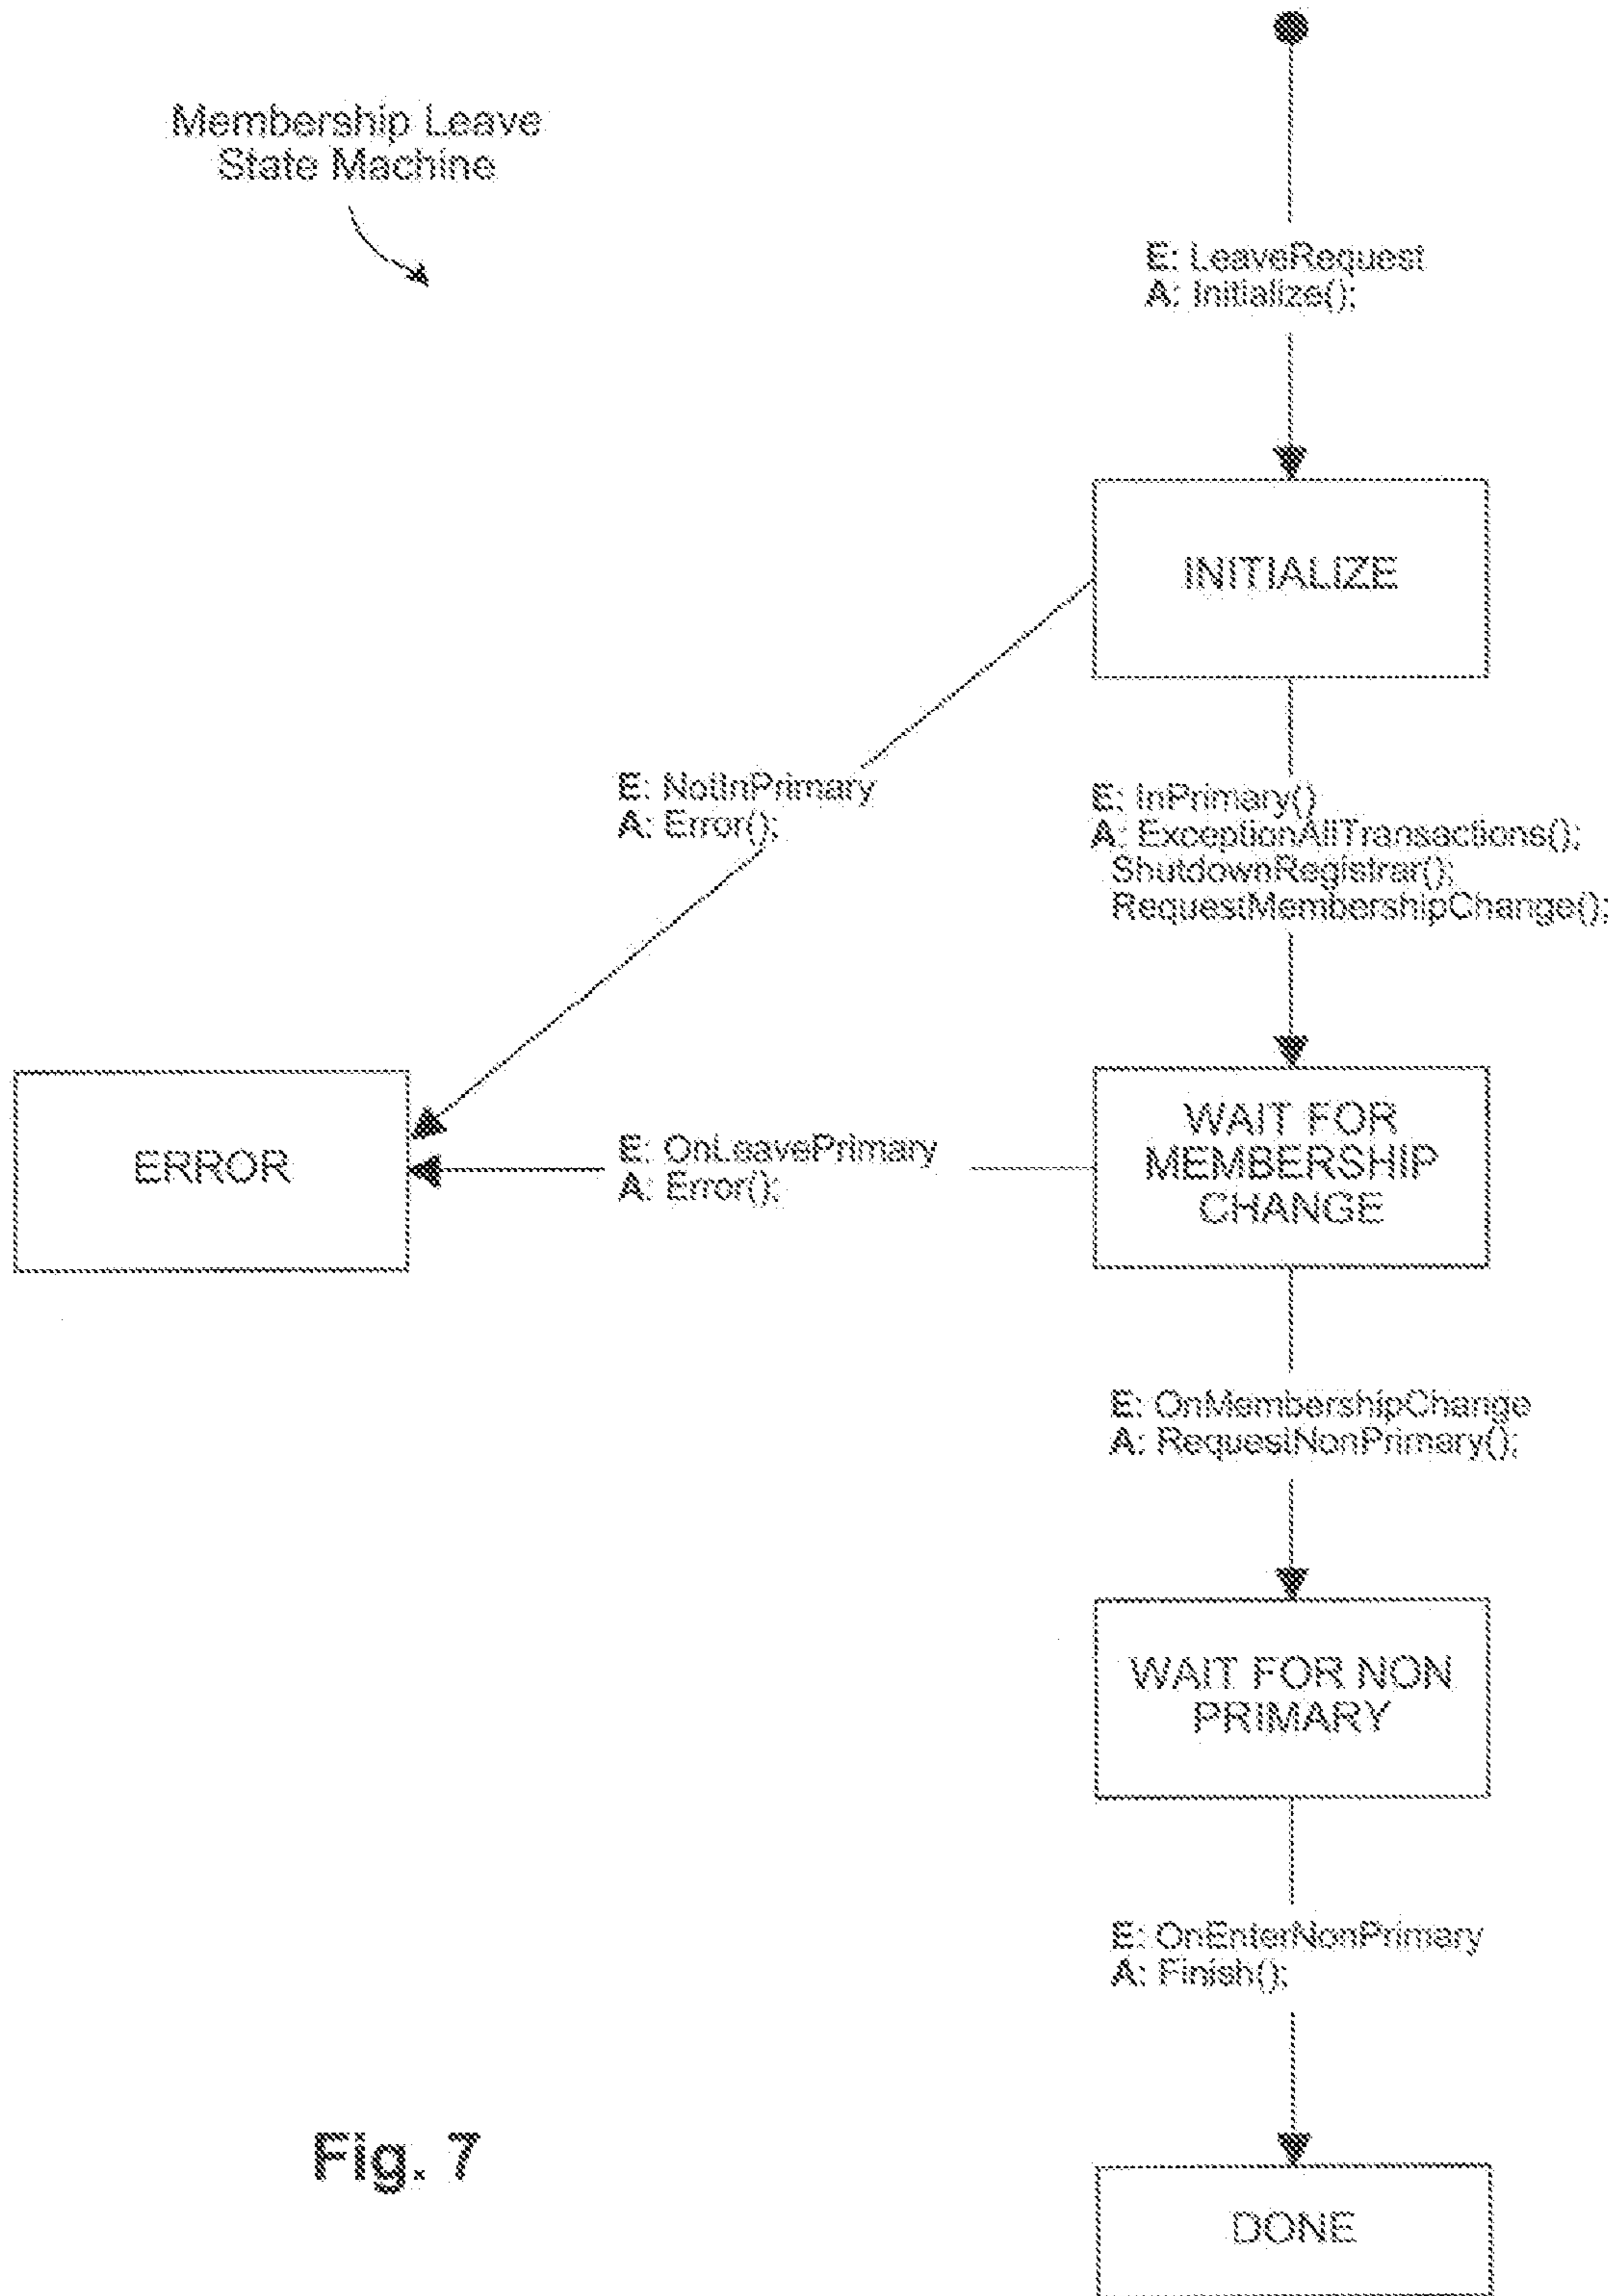 Membership Leave
State Machine
E: LeaveRequest
A: Initialize();
INITIALIZE
E: NotInPrimary
A: Error();
E: InPrimary()
A: ExceptionAllTransactions();
ShutdownRegistrar();
RequestMembershipChange();
ERROR
E: OnLeavePrimary
A: Error();
WAIT FOR
MEMBERSHIP
CHANGE
E: OnMembershipChange
A: RequestNonPrimary();
WAIT FOR NON
PRIMARY
E: OnEnterNonPrimary
A: Finish();
Fig. 7
DONE